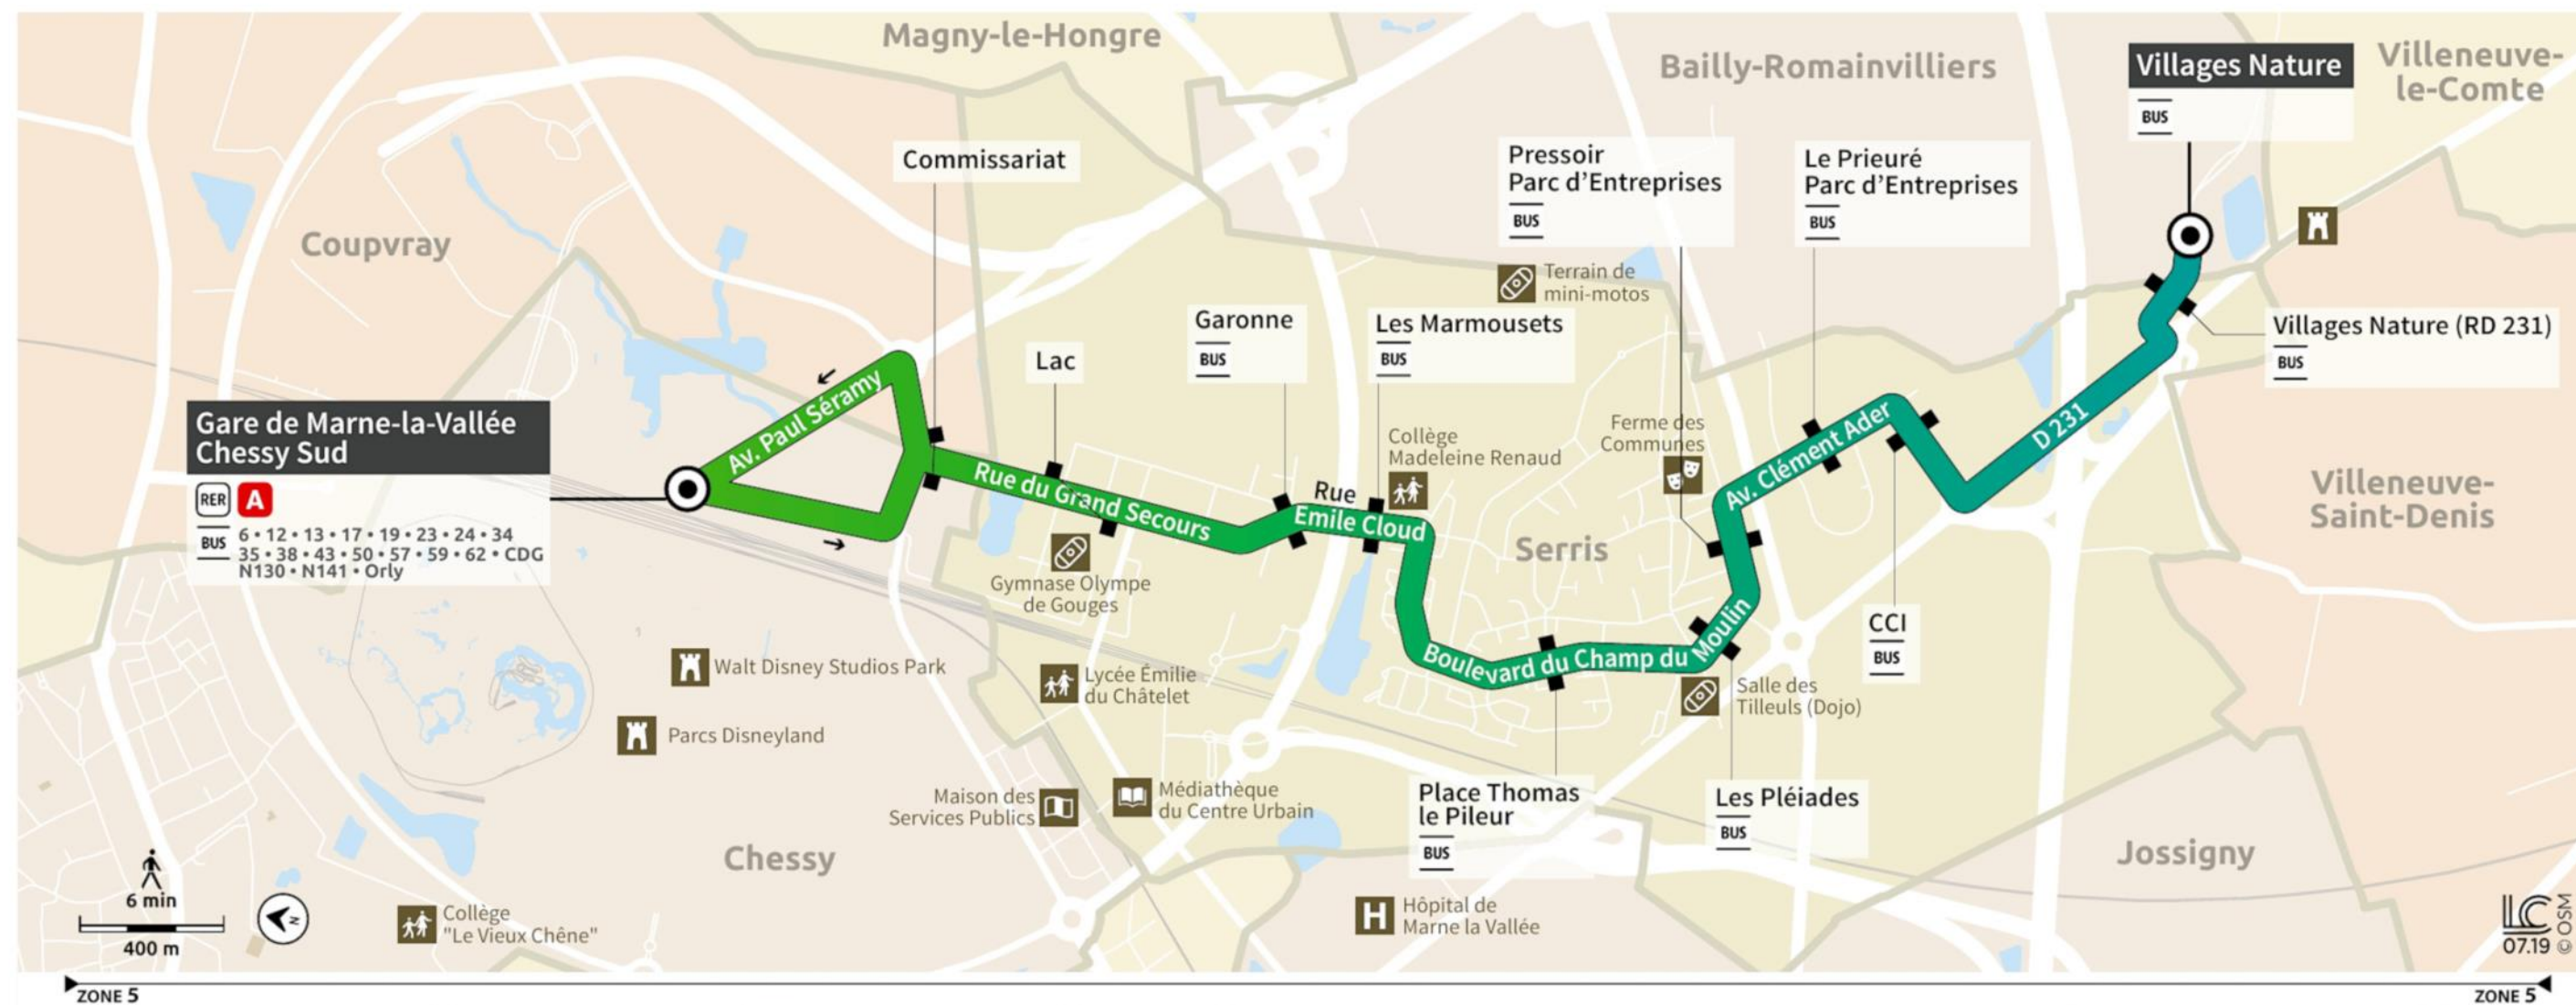 Magny-le-Hongre
Bailly-Romainvilliers
Villages Nature
BUS
Villeneuve-
le-Comte
Commissariat
Pressoir
Parc d'Entreprises
BUS
Le Prieuré
Parc d'Entreprises
BUS
Coupvray
Terrain de
mini-motos
Garonne
BUS
Les Marmousets
BUS
Villages Nature (RD 231)
BUS
Lac
Av. Paul Séramy
Gare de Marne-la-Vallée
Chessy Sud
RER A
BUS
6 • 12 • 13 • 17 • 19 • 23 • 24 • 34
35 • 38 • 43 • 50 • 57 • 59 • 62 • CDG
N130 • N141 • Orly
Rue du Grand Secours
Rue
Emile Cloud
Collège
Madeleine Renaud
Ferme des
Communes
Av. Clément Ader
D 231
Villeneuve-
Saint-Denis
Serris
Gymnase Olympe
de Gouges
Boulevard du Champ du Moulin
CCI
BUS
Walt Disney Studios Park
Lycée Émilie
du Châtelet
Salle des
Tilleuls (Dojo)
Parcs Disneyland
Maison des
Services Publics
Médiathèque
du Centre Urbain
Place Thomas
le Pileur
BUS
Les Pléiades
BUS
Chessy
Jossigny
6 min
400 m
N
Collège
"Le Vieux Chêne"
H
Hôpital de
Marne la Vallée
LC
07.19
© OSM
ZONE 5
ZONE 5